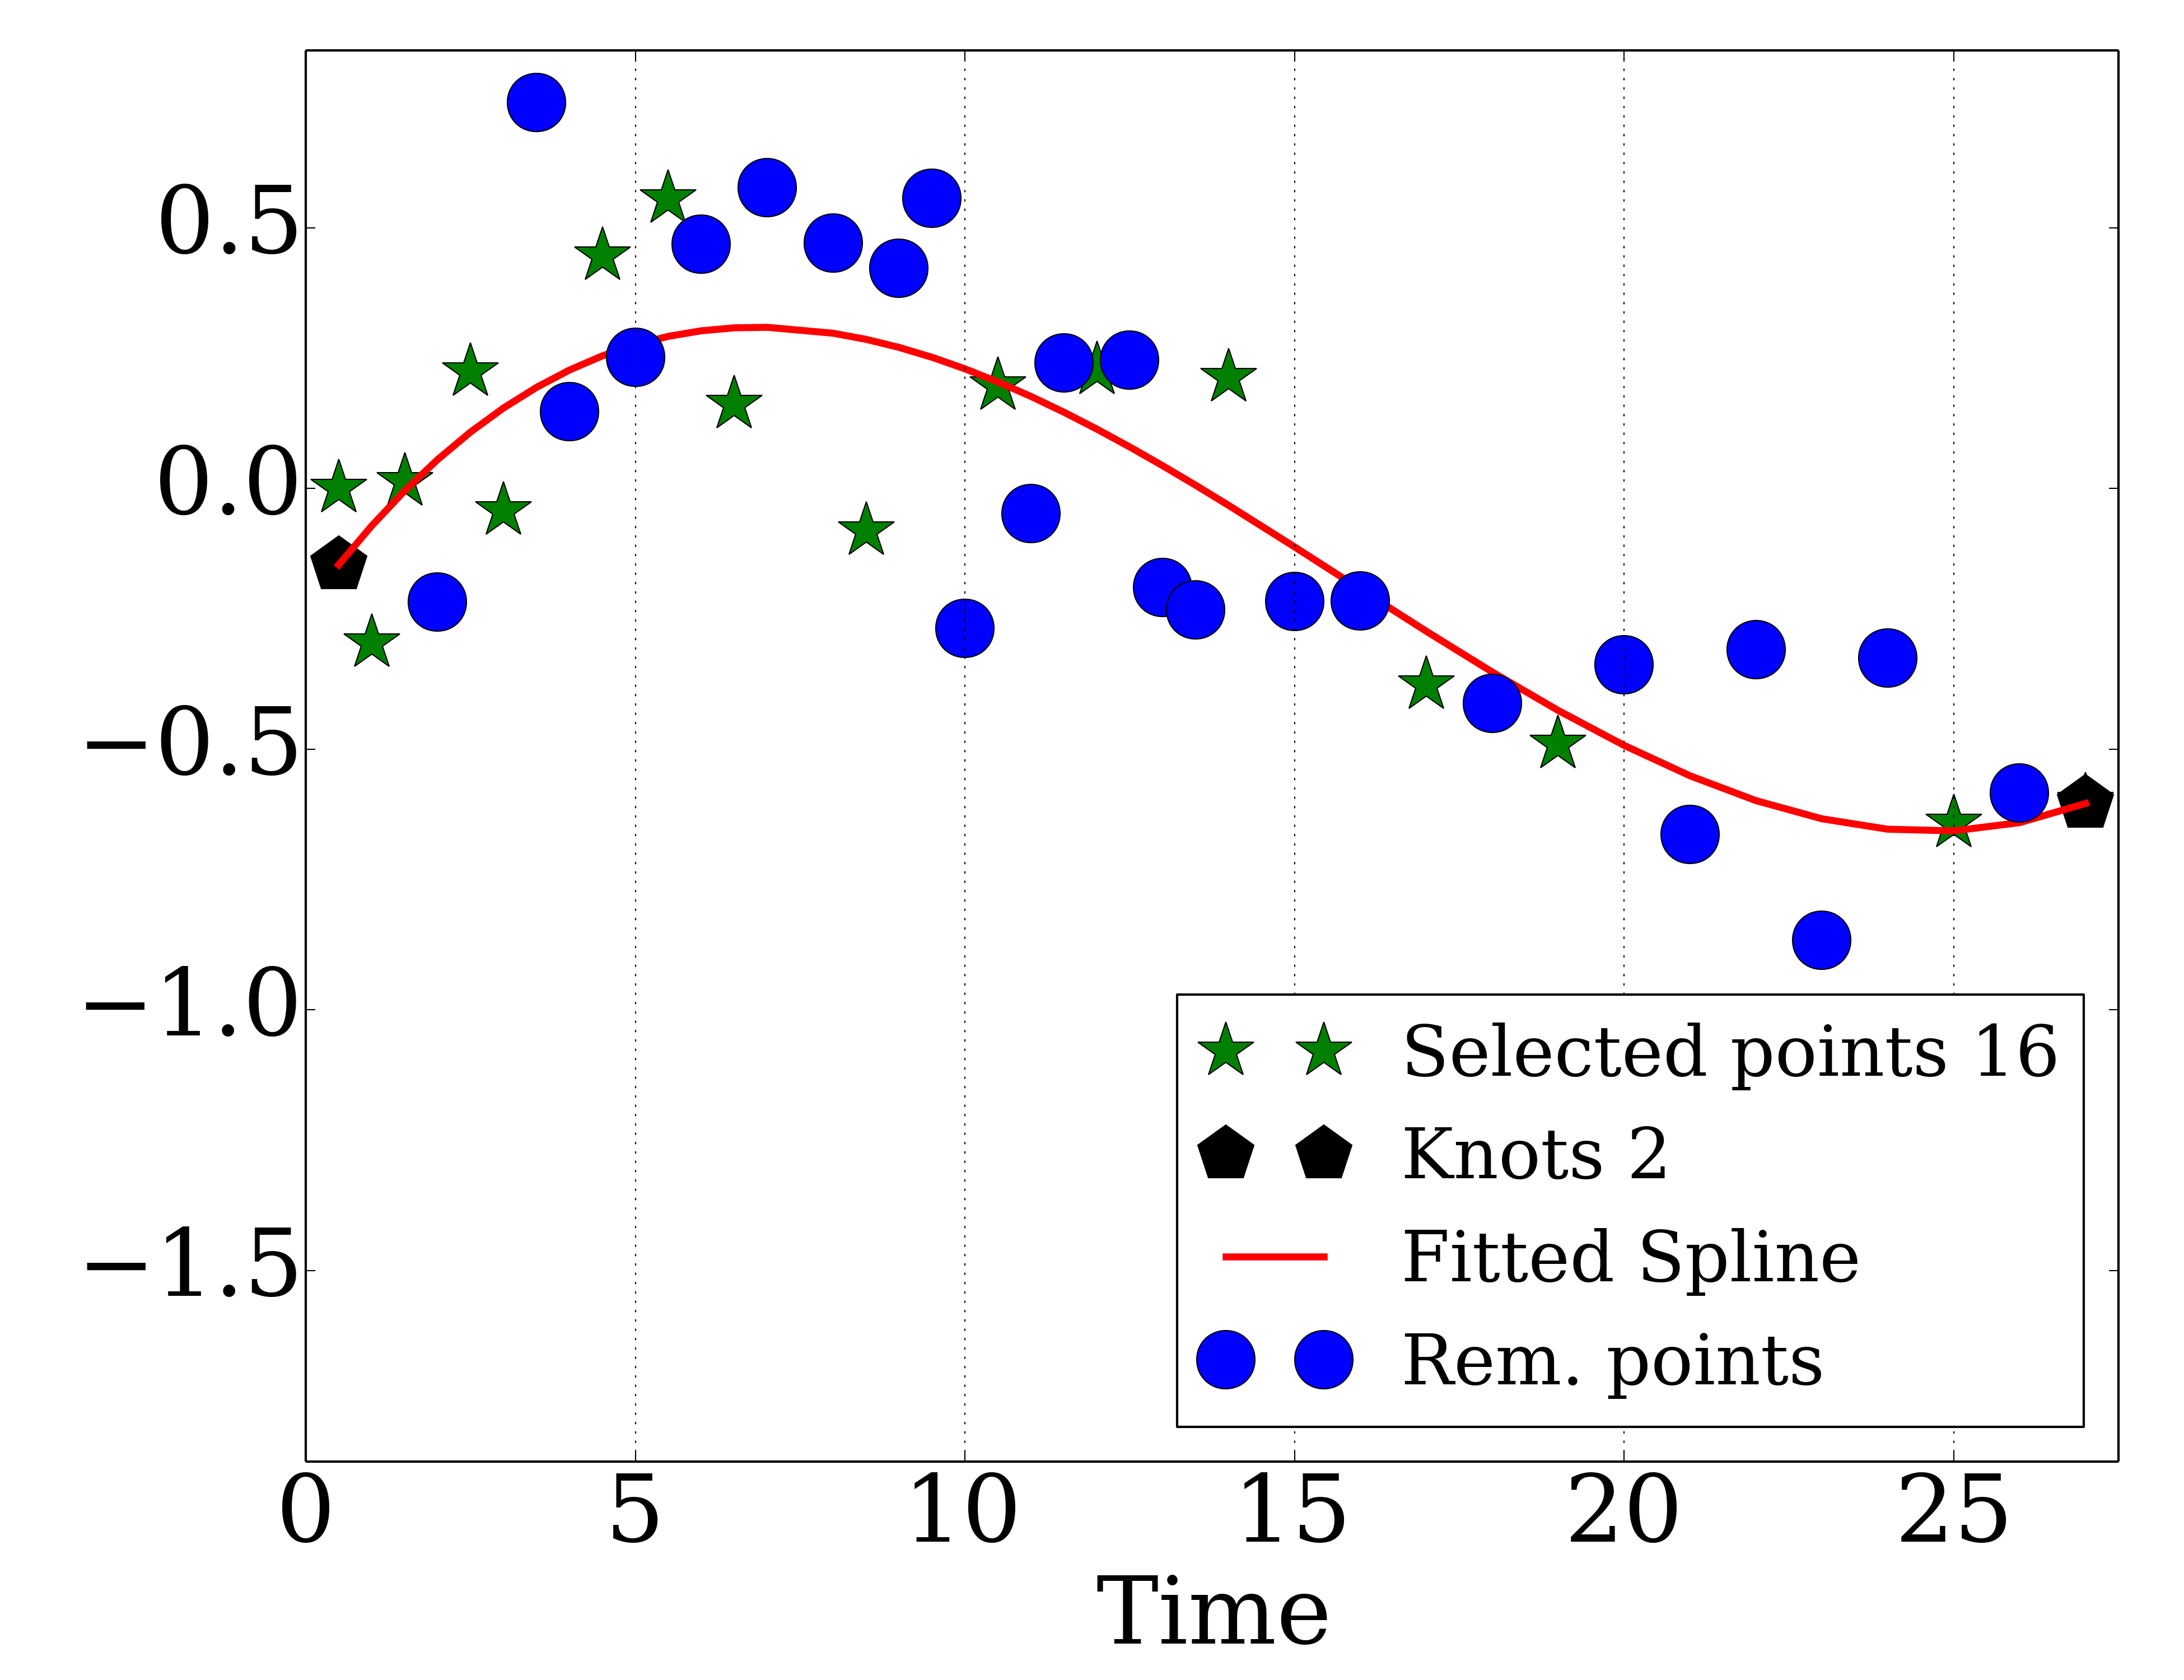 0.5
0.0
−0.5
−1.0
−1.5
Selected points 16
Knots 2
Fitted Spline
Rem. points
0 5 10 15 20 25
Time